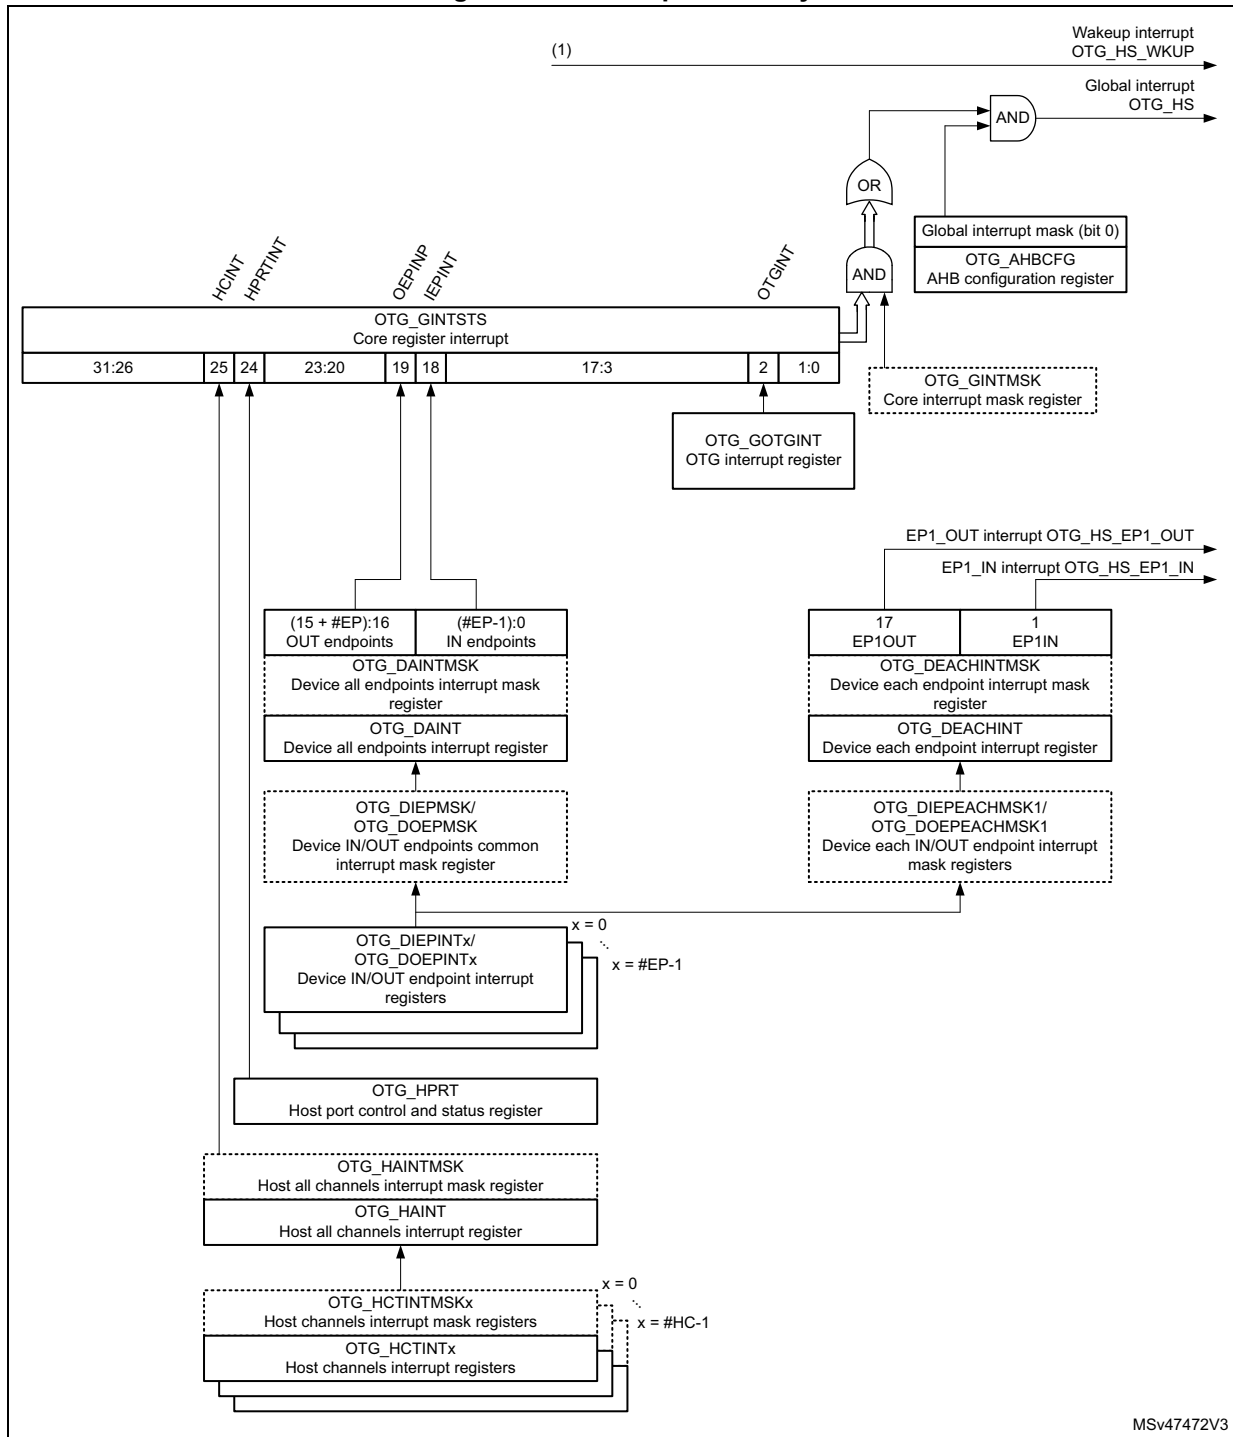 (1)
Wakeup interrupt
OTG_HS_WKUP
Global interrupt
OTG_HS
AND
OR
AND
Global interrupt mask (bit 0)
OTG_AHBCFG
AHB configuration register
HCINT
HPRTINT
OEPINP
IEPINT
OTGINT
OTG_GINTSTS
Core register interrupt
31:26
25
24
23:20
19
18
17:3
2
1:0
OTG_GINTMSK
Core interrupt mask register
OTG_GOTGINT
OTG interrupt register
EP1_OUT interrupt OTG_HS_EP1_OUT
EP1_IN interrupt OTG_HS_EP1_IN
(15 + #EP):16
OUT endpoints
(#EP-1):0
IN endpoints
OTG_DAINTMSK
Device all endpoints interrupt mask
register
OTG_DAINT
Device all endpoints interrupt register
17
EP1OUT
1
EP1IN
OTG_DEACHINTMSK
Device each endpoint interrupt mask
register
OTG_DEACHINT
Device each endpoint interrupt register
OTG_DIEPMSK/
OTG_DOEPMSK
Device IN/OUT endpoints common
interrupt mask register
OTG_DIEPEACHMSK1/
OTG_DOEPEACHMSK1
Device each IN/OUT endpoint interrupt
mask registers
OTG_DIEPINTx/
OTG_DOEPINTx
Device IN/OUT endpoint interrupt
registers
x = 0
x = #EP-1
OTG_HPRT
Host port control and status register
OTG_HAINTMSK
Host all channels interrupt mask register
OTG_HAINT
Host all channels interrupt register
OTG_HCTINTMSKx
Host channels interrupt mask registers
OTG_HCTINTx
Host channels interrupt registers
x = 0
x = #HC-1
MSv47472V3